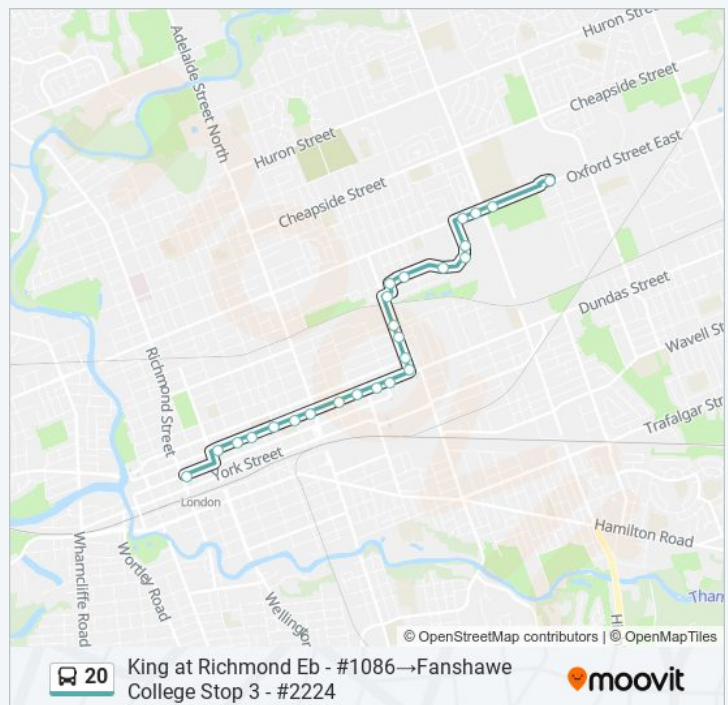 Huron Street
Adelaide Street North
Cheapside Street
Huron Street
Oxford Street East
Cheapside Street
Dundas Street
Wavell St
Richmond Street
Trafalgar Str
York Street
London
Hamilton Road
Wharncliffe Road
Wortley Road
Wellington
Tham
Hi
© OpenStreetMap contributors | © OpenMapTiles
20 King at Richmond Eb - #1086→Fanshawe
College Stop 3 - #2224
moovit